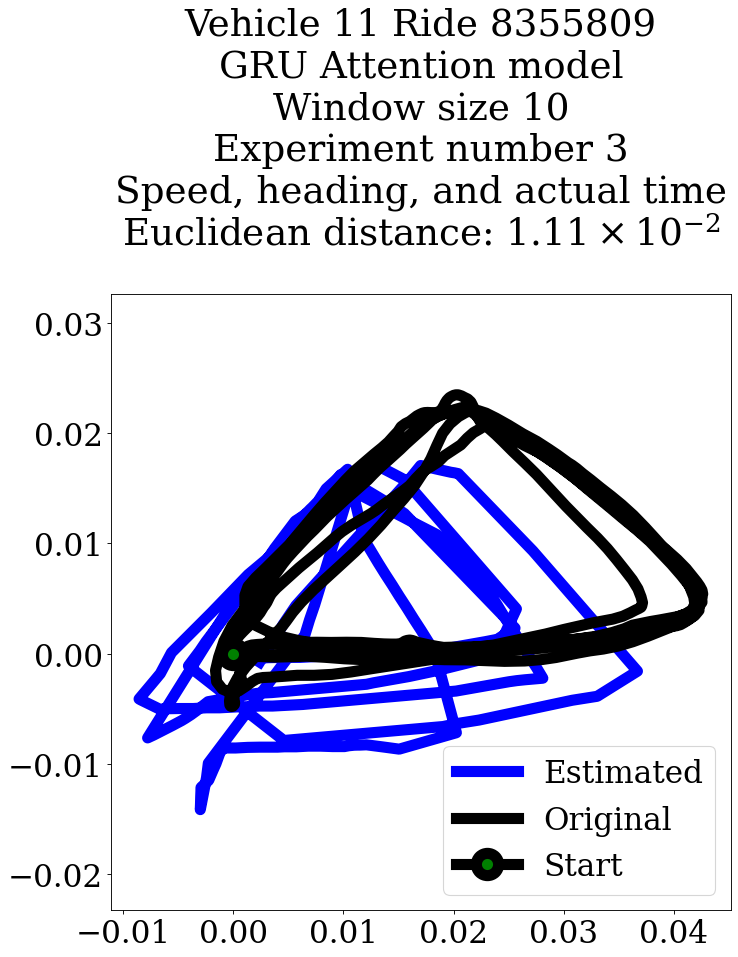 Vehicle 11 Ride 8355809
GRU Attention model
Window size 10
Experiment number 3
Speed, heading, and actual time
Euclidean distance: 1.11 × 10⁻²
0.03
0.02
0.01
0.00
−0.01
−0.02
Estimated
Original
Start
−0.01 0.00 0.01 0.02 0.03 0.04